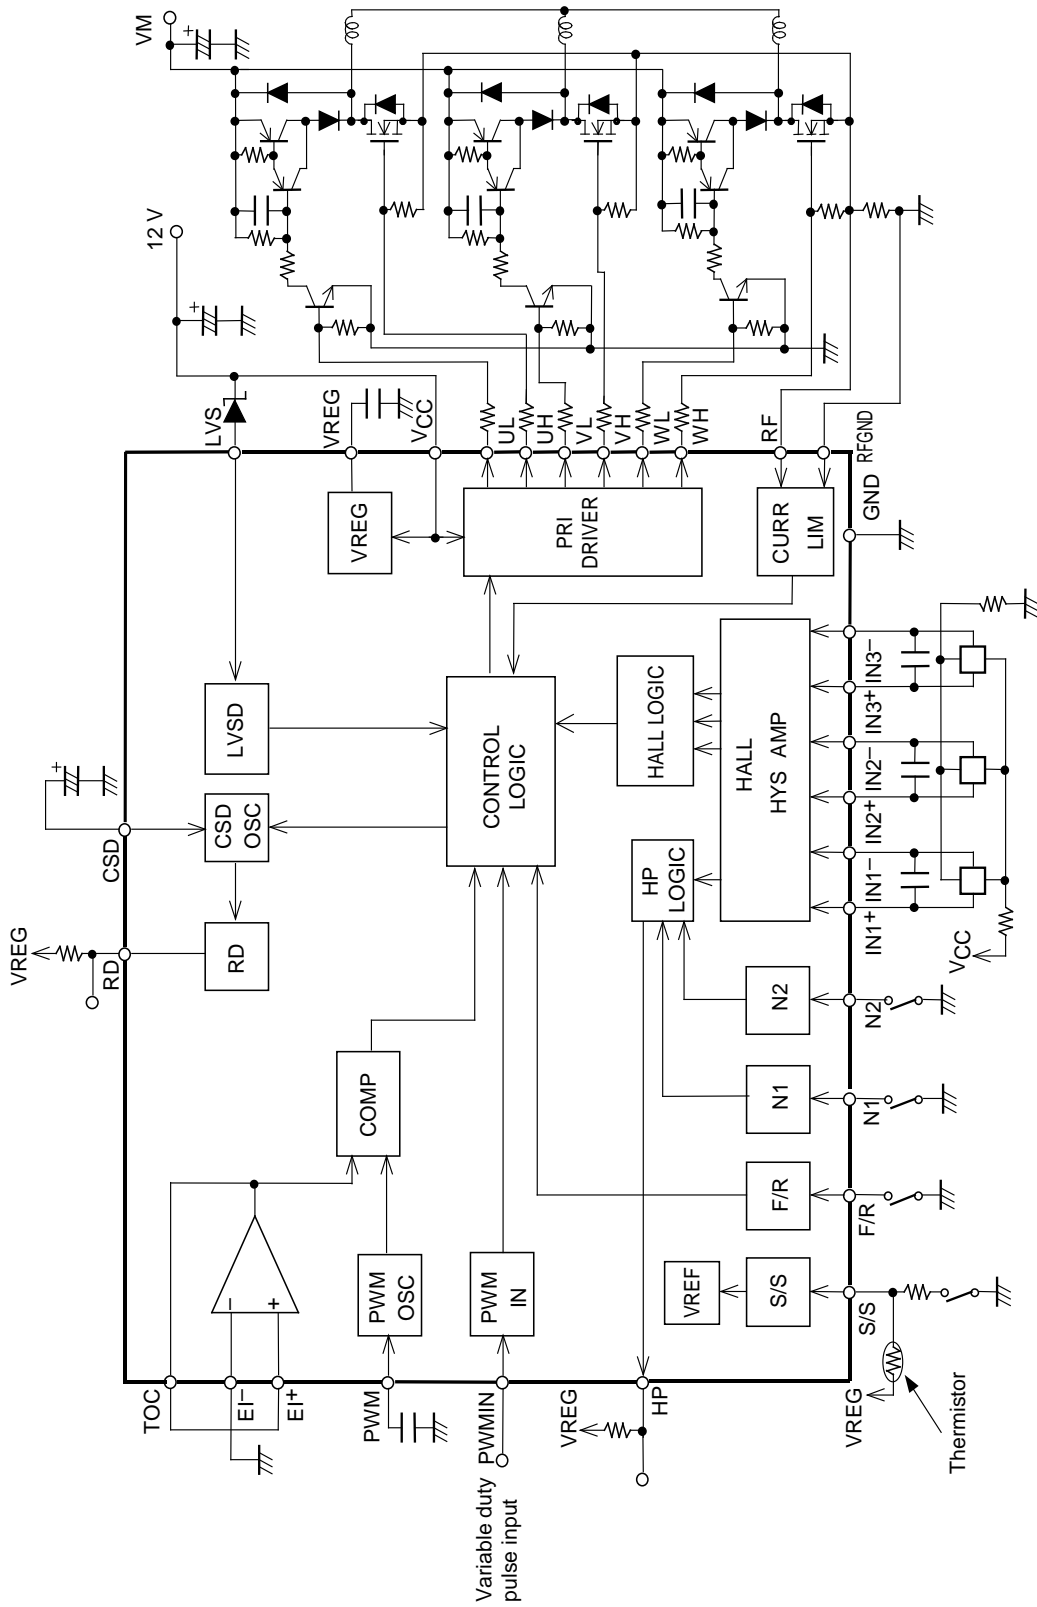 VM
+
12 V
+
LVS
VREG
VCC
UL
UH
VL
VH
WL
WH
RF
RFGND
GND
VREG
PRI
DRIVER
CURR
LIM
LVSD
CONTROL
LOGIC
HALL LOGIC
HALL
HYS AMP
IN3−
IN3+
IN2−
IN2+
IN1−
IN1+
VCC
+
CSD
CSD
OSC
HP
LOGIC
VREG
RD
RD
N2
N2
COMP
N1
N1
F/R
F/R
−
+
PWM
OSC
PWM
IN
VREF
S/S
S/S
TOC
EI−
EI+
PWM
PWMIN
VREG
HP
VREG
Thermistor
Variable duty
pulse input